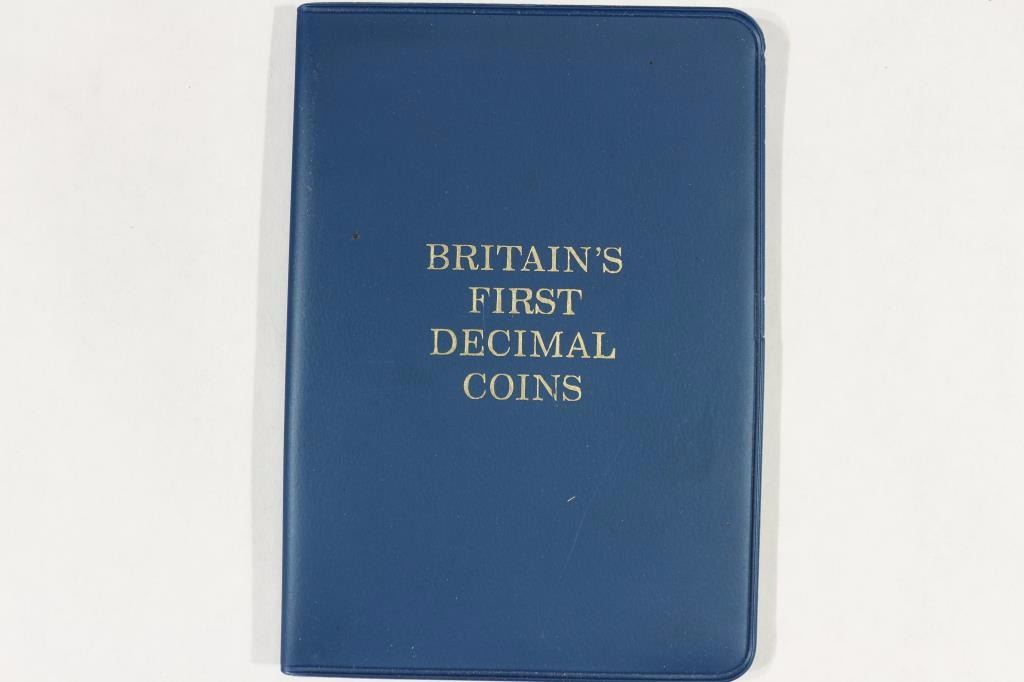 BRITAIN'S
FIRST
DECIMAL
COINS